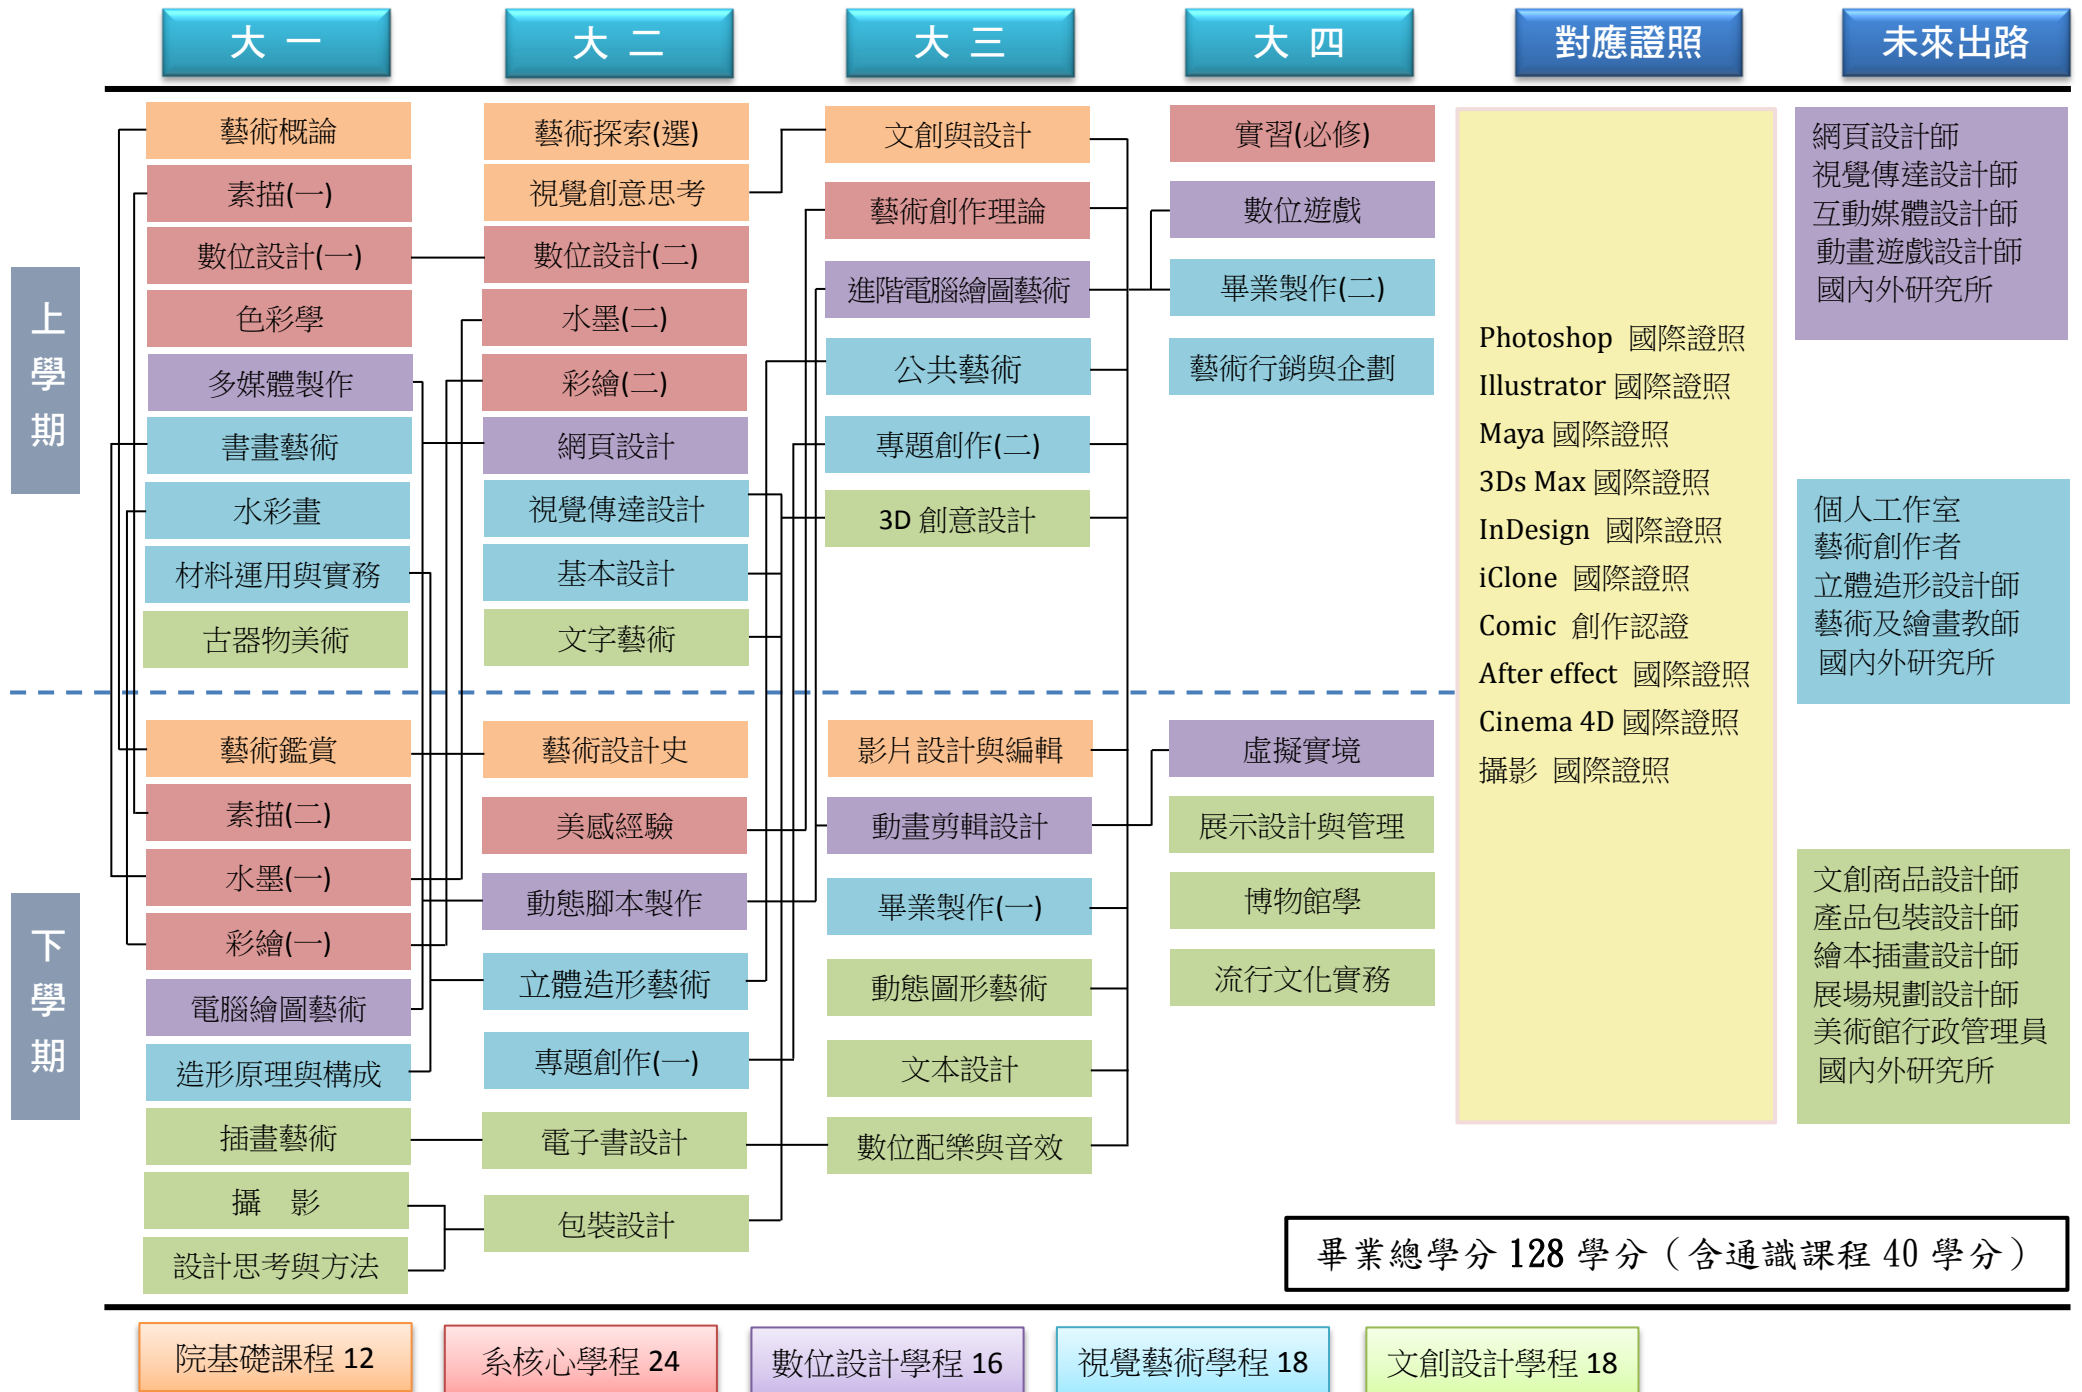 大 一
大 二
大 三
大 四
對應證照
未來出路
上學期
藝術概論
素描(一)
數位設計(一)
色彩學
多媒體製作
書畫藝術
水彩畫
材料運用與實務
古器物美術
藝術探索(選)
視覺創意思考
數位設計(二)
水墨(二)
彩繪(二)
網頁設計
視覺傳達設計
基本設計
文字藝術
文創與設計
藝術創作理論
進階電腦繪圖藝術
公共藝術
專題創作(二)
3D 創意設計
實習(必修)
數位遊戲
畢業製作(二)
藝術行銷與企劃
下學期
藝術鑑賞
素描(二)
水墨(一)
彩繪(一)
電腦繪圖藝術
造形原理與構成
插畫藝術
攝　影
設計思考與方法
藝術設計史
美感經驗
動態腳本製作
立體造形藝術
專題創作(一)
電子書設計
包裝設計
影片設計與編輯
動畫剪輯設計
畢業製作(一)
動態圖形藝術
文本設計
數位配樂與音效
虛擬實境
展示設計與管理
博物館學
流行文化實務
Photoshop 國際證照
Illustrator 國際證照
Maya 國際證照
3Ds Max 國際證照
InDesign 國際證照
iClone 國際證照
Comic 創作認證
After effect 國際證照
Cinema 4D 國際證照
攝影 國際證照
網頁設計師
視覺傳達設計師
互動媒體設計師
動畫遊戲設計師
國內外研究所
個人工作室
藝術創作者
立體造形設計師
藝術及繪畫教師
國內外研究所
文創商品設計師
產品包裝設計師
繪本插畫設計師
展場規劃設計師
美術館行政管理員
國內外研究所
畢業總學分 128 學分（含通識課程 40 學分）
院基礎課程 12
系核心學程 24
數位設計學程 16
視覺藝術學程 18
文創設計學程 18